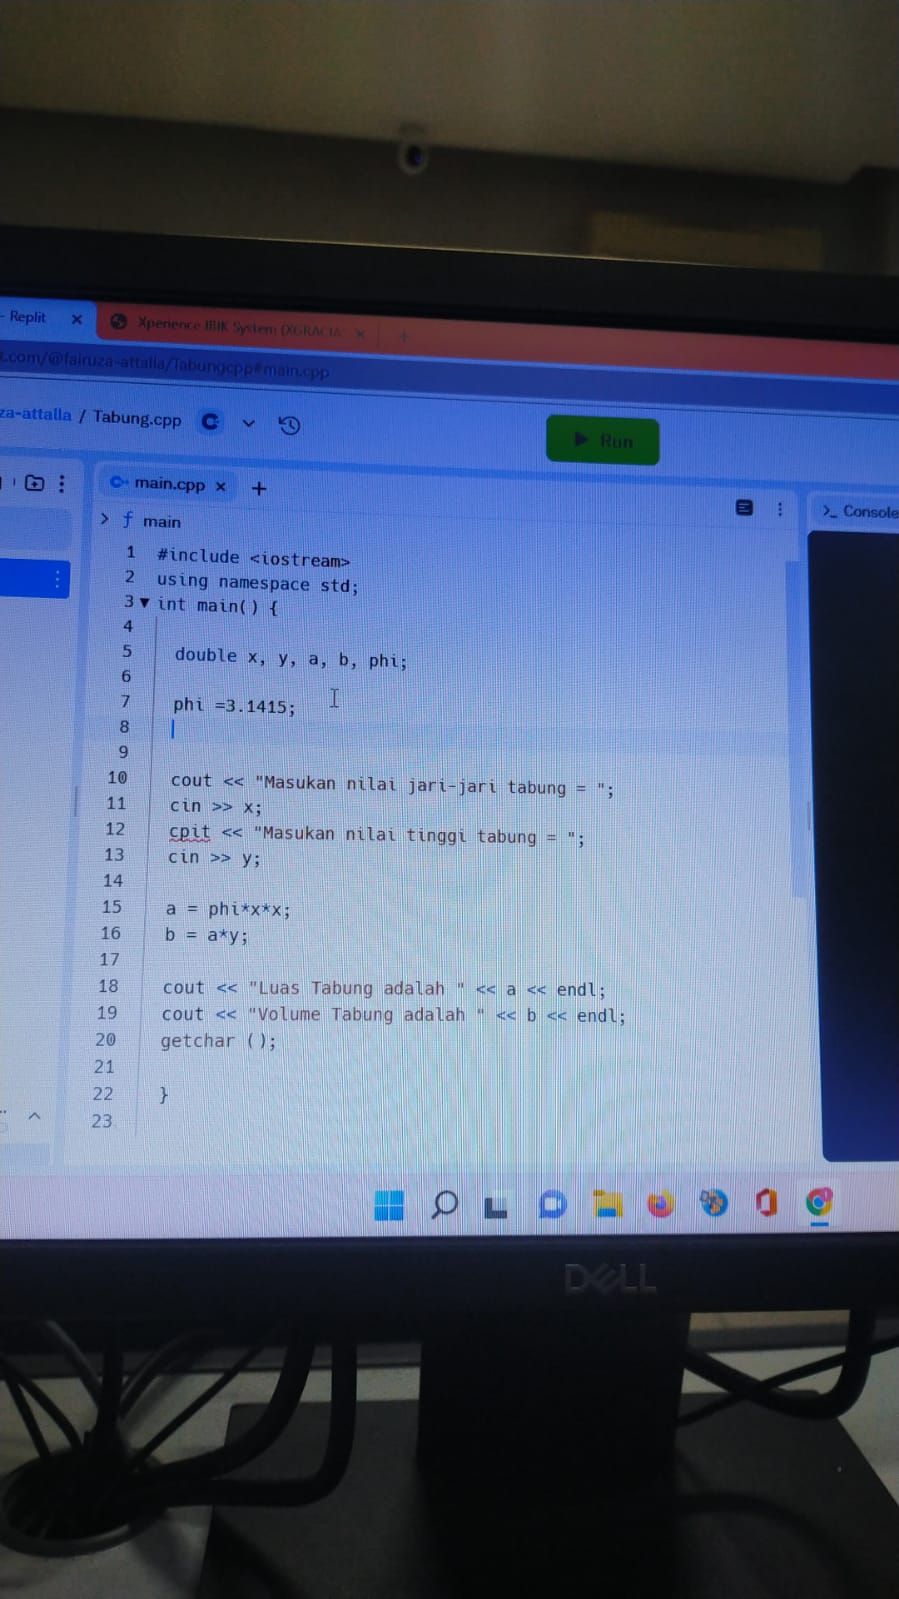 - Replit
Xperience IBIK System (XGRACIA
t.com/@fairuza-attalla/Tabungcpp#main.cpp
za-attalla / Tabung.cpp
Run
main.cpp
Console
main
1 #include <iostream>
2 using namespace std;
3 int main() {
4
5 double x, y, a, b, phi;
6
7 phi =3.1415;
8
9
10 cout << "Masukan nilai jari-jari tabung = ";
11 cin >> x;
12 cpit << "Masukan nilai tinggi tabung = ";
13 cin >> y;
14
15 a = phi*x*x;
16 b = a*y;
17
18 cout << "Luas Tabung adalah " << a << endl;
19 cout << "Volume Tabung adalah " << b << endl;
20 getchar ();
21
22 }
23
DELL